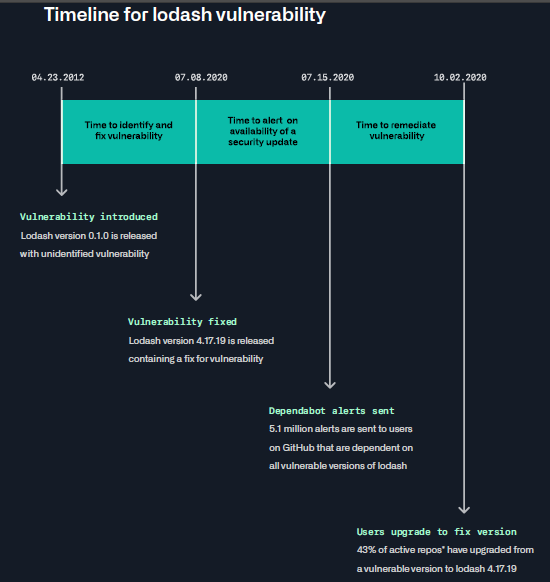 Timeline for lodash vulnerability
04.23.2012 07.08.2020 07.15.2020 10.02.2020
Time to identify and
fix vulnerability
Time to alert on
availability of a
security update
Time to remediate
vulnerability
Vulnerability introduced
Lodash version 0.1.0 is released
with unidentified vulnerability
Vulnerability fixed
Lodash version 4.17.19 is released
containing a fix for vulnerability
Dependabot alerts sent
5.1 million alerts are sent to users
on GitHub that are dependent on
all vulnerable versions of lodash
Users upgrade to fix version
43% of active repos* have upgraded from
a vulnerable version to lodash 4.17.19